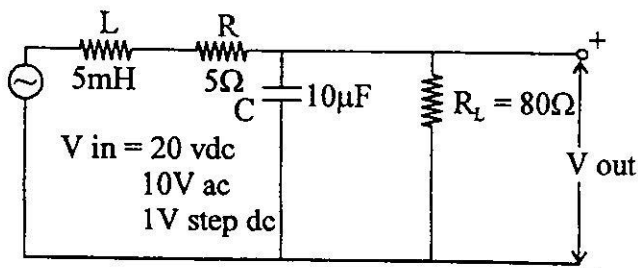 L
R
+
5mH
5Ω
C
10μF
R_L = 80Ω
V in = 20 vdc
10V ac
1V step dc
V out